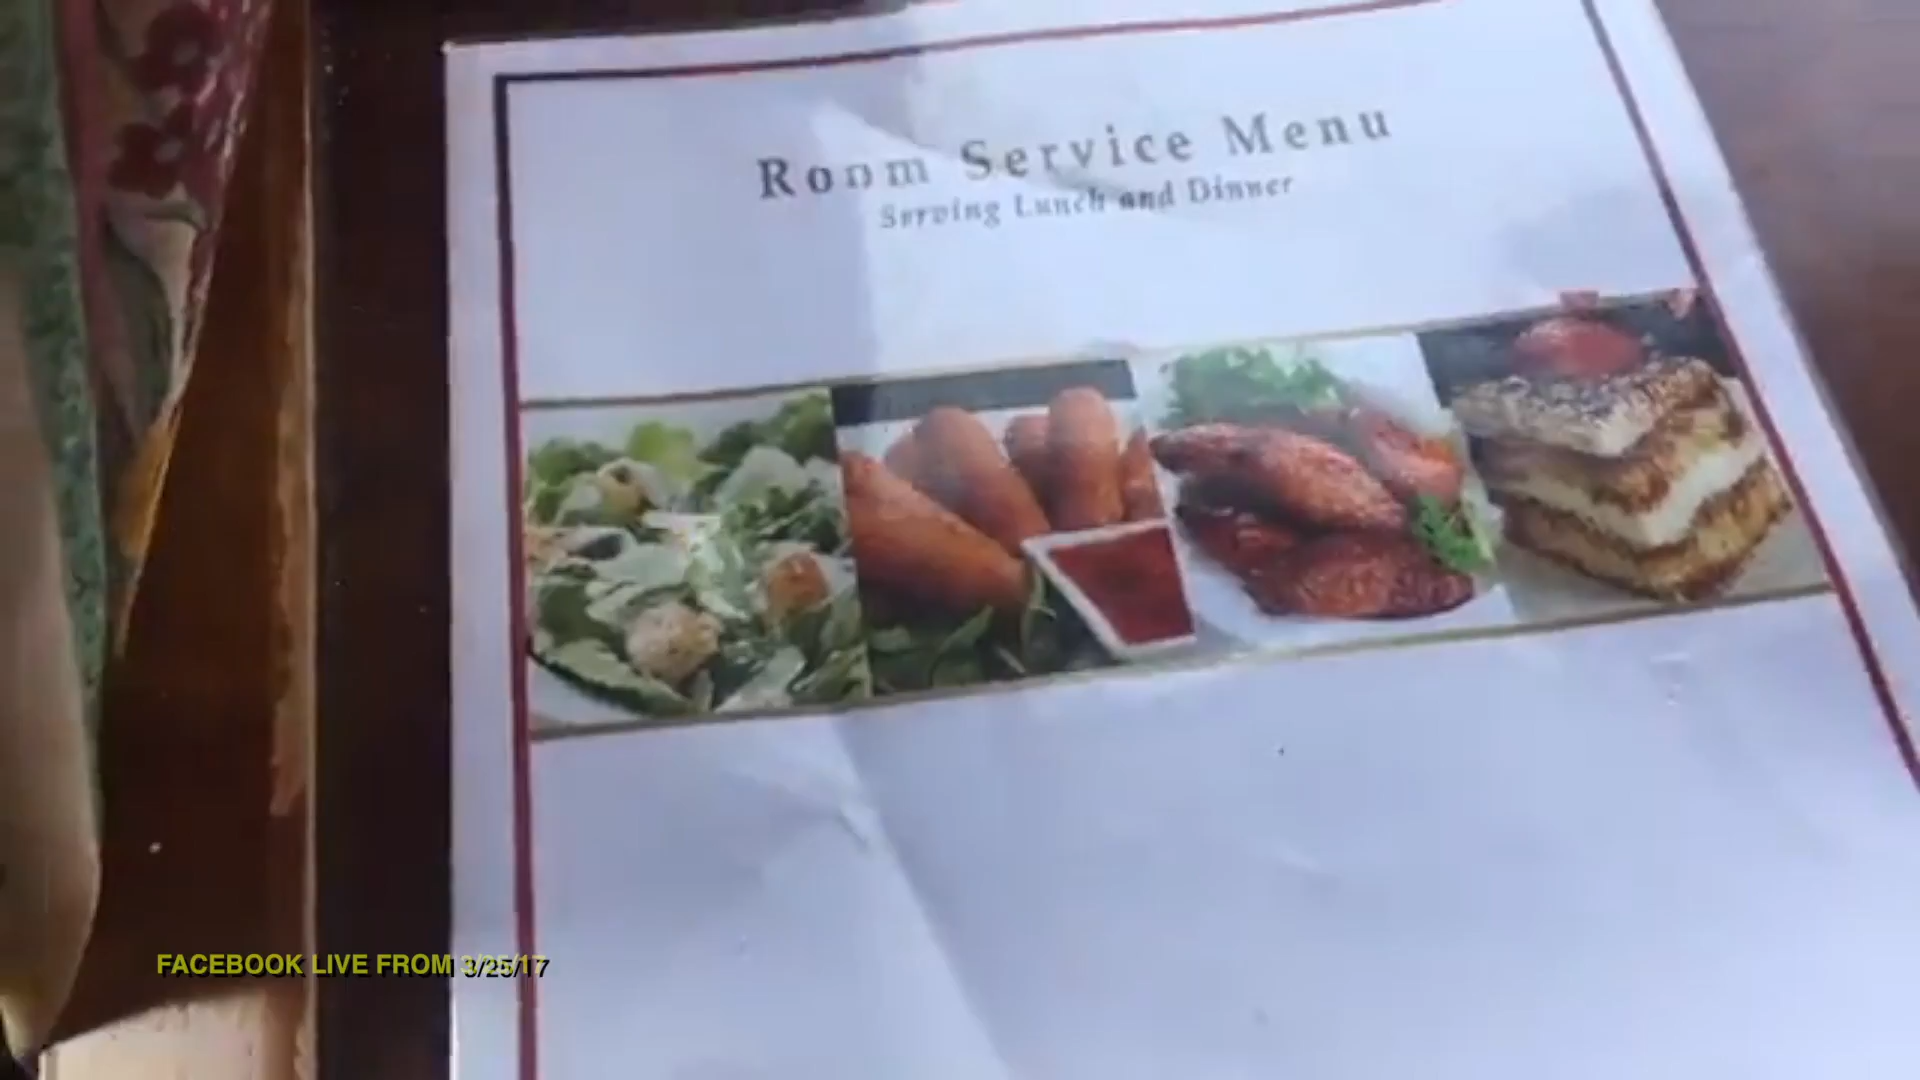 Room Service Menu
Serving Lunch and Dinner
FACEBOOK LIVE FROM 3/25/17